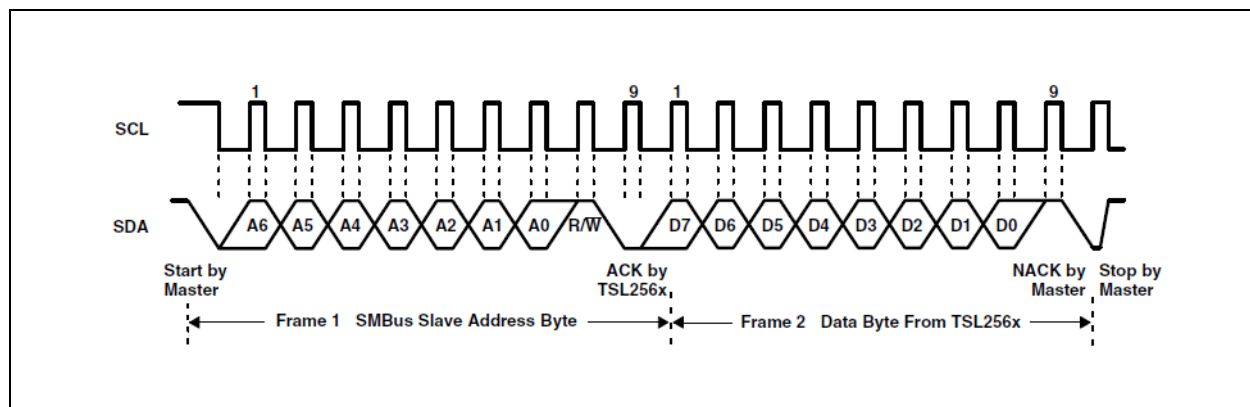 1 9 1 9
SCL
SDA A6 A5 A4 A3 A2 A1 A0 R/W̅ D7 D6 D5 D4 D3 D2 D1 D0
Start by
Master
ACK by
TSL256x
NACK by
Master
Stop by
Master
Frame 1 SMBus Slave Address Byte
Frame 2 Data Byte From TSL256x